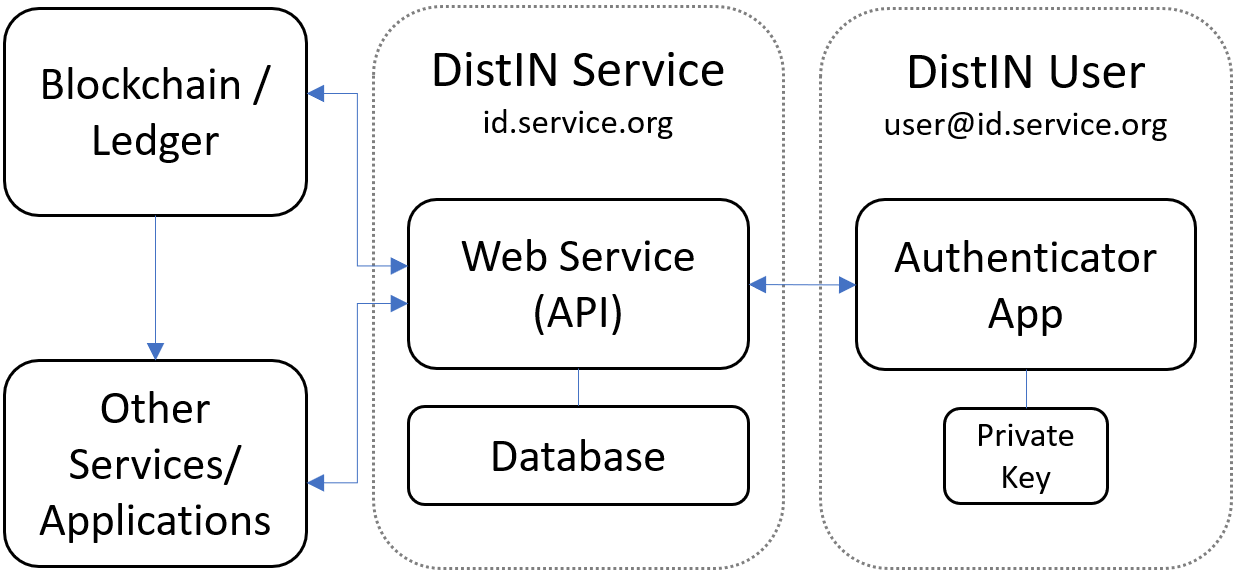 Blockchain /
Ledger
Other
Services/
Applications
DistIN Service
id.service.org
Web Service
(API)
Database
DistIN User
user@id.service.org
Authenticator
App
Private
Key